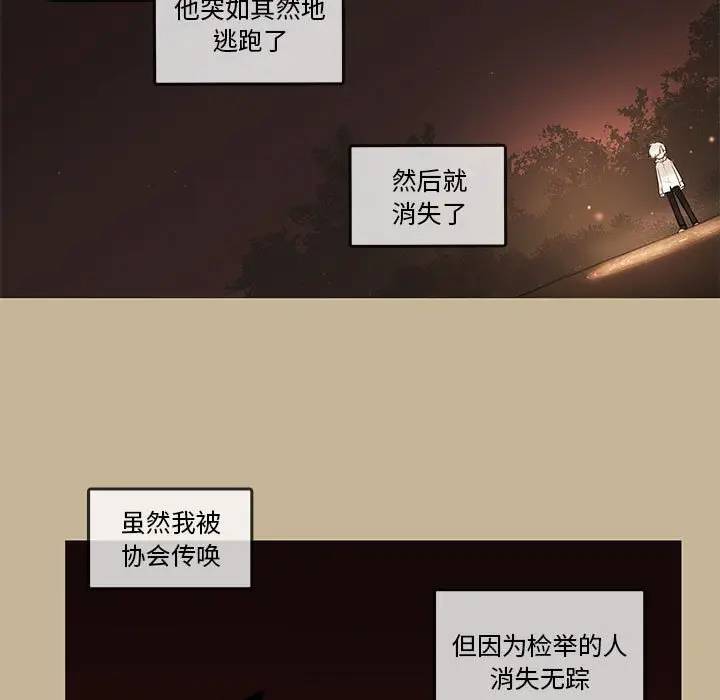 他突如其然地
逃跑了
然后就
消失了
虽然我被
协会传唤
但因为检举的人
消失无踪